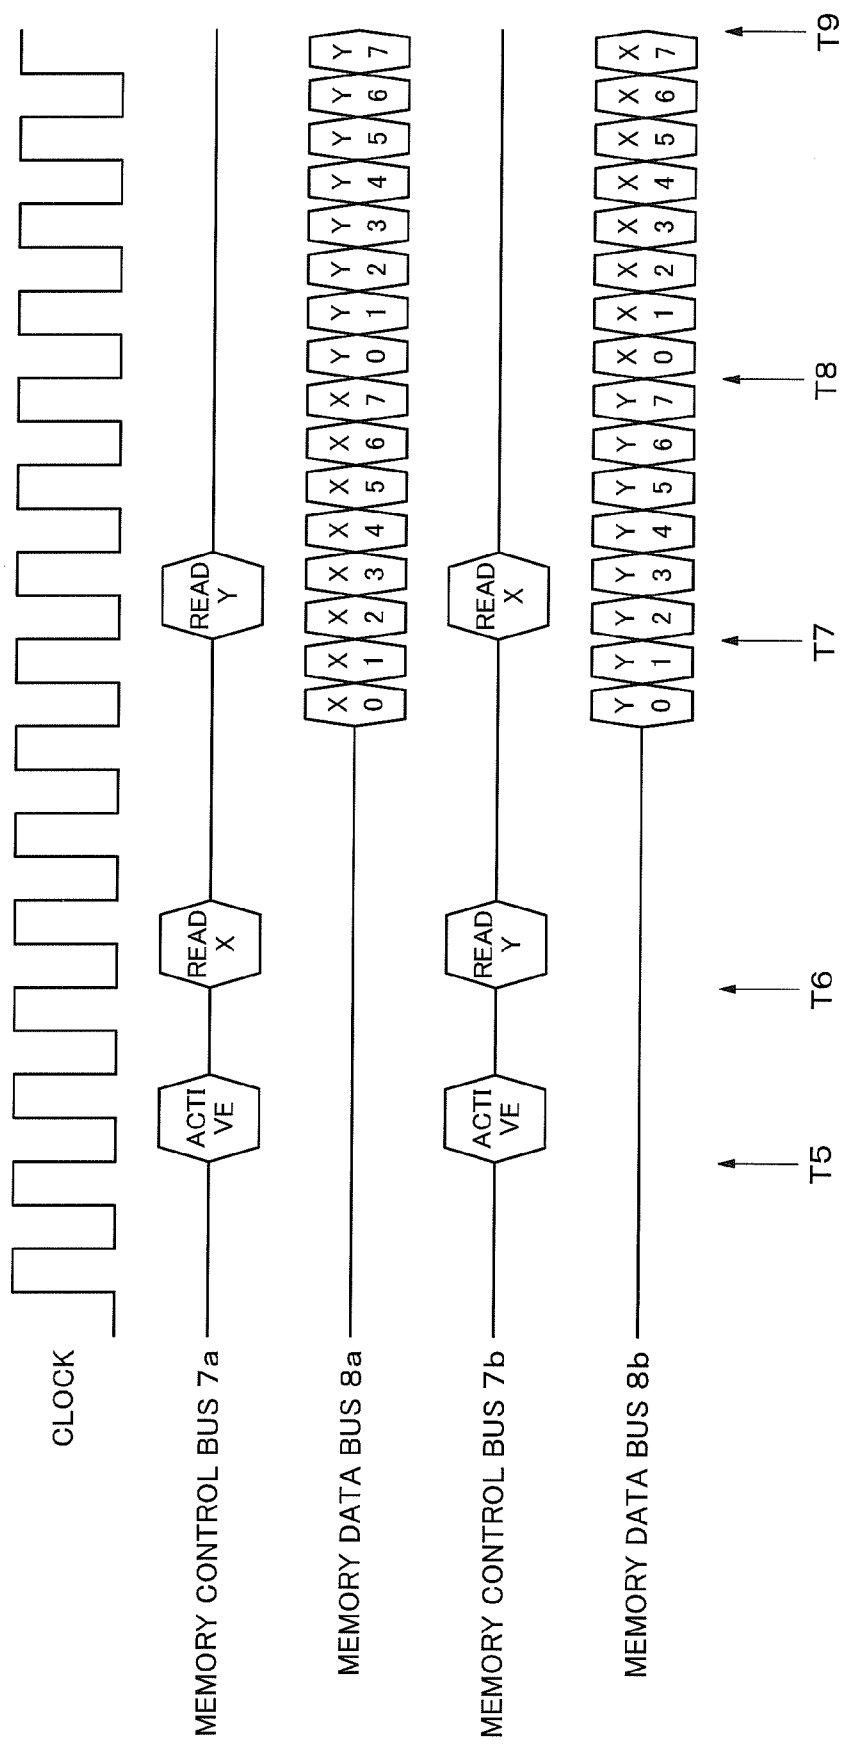 CLOCK
MEMORY CONTROL BUS 7a
ACTI
VE
READ
X
READ
Y
MEMORY DATA BUS 8a
X X X X X X X X Y Y Y Y Y Y Y Y
0 1 2 3 4 5 6 7 0 1 2 3 4 5 6 7
MEMORY CONTROL BUS 7b
ACTI
VE
READ
Y
READ
X
MEMORY DATA BUS 8b
Y Y Y Y Y Y Y Y X X X X X X X X
0 1 2 3 4 5 6 7 0 1 2 3 4 5 6 7
T5 T6 T7 T8 T9